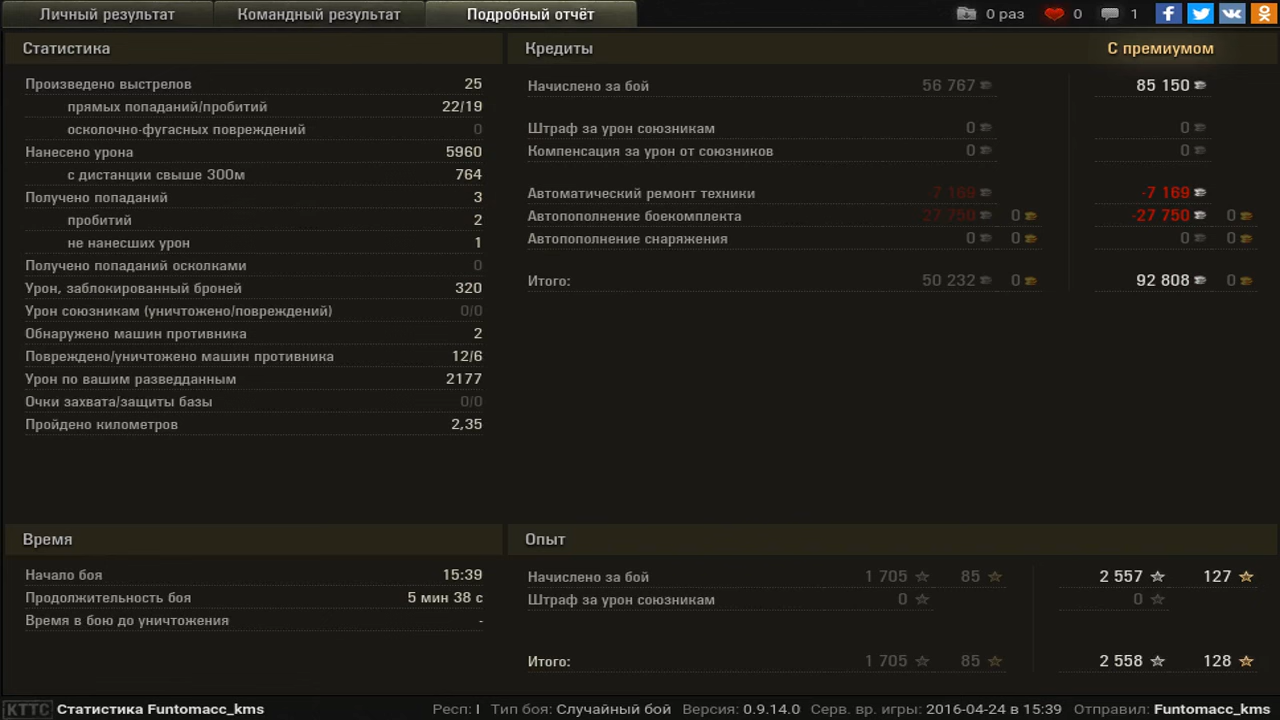 Личный результат Командный результат Подробный отчёт 0 раз 0 1
Статистика
Произведено выстрелов 25
прямых попаданий/пробитий 22/19
осколочно-фугасных повреждений 0
Нанесено урона 5960
с дистанции свыше 300м 764
Получено попаданий 3
пробитий 2
не нанесших урон 1
Получено попаданий осколками 0
Урон, заблокированный броней 320
Урон союзникам (уничтожено/повреждений) 0/0
Обнаружено машин противника 2
Повреждено/уничтожено машин противника 12/6
Урон по вашим разведданным 2177
Очки захвата/защиты базы 0/0
Пройдено километров 2,35
Кредиты С премиумом
Начислено за бой 56 767 85 150
Штраф за урон союзникам 0 0
Компенсация за урон от союзников 0 0
Автоматический ремонт техники -7 169 -7 169
Автопополнение боекомплекта -27 750 0 -27 750 0
Автопополнение снаряжения 0 0 0 0
Итого: 50 232 0 92 808 0
Время
Начало боя 15:39
Продолжительность боя 5 мин 38 с
Время в бою до уничтожения -
Опыт
Начислено за бой 1 705 85 2 557 127
Штраф за урон союзникам 0 0
Итого: 1 705 85 2 558 128
КТТС Статистика Funtomacc_kms Респ: I Тип боя: Случайный бой Версия: 0.9.14.0 Серв. вр. игры: 2016-04-24 в 15:39 Отправил: Funtomacc_kms